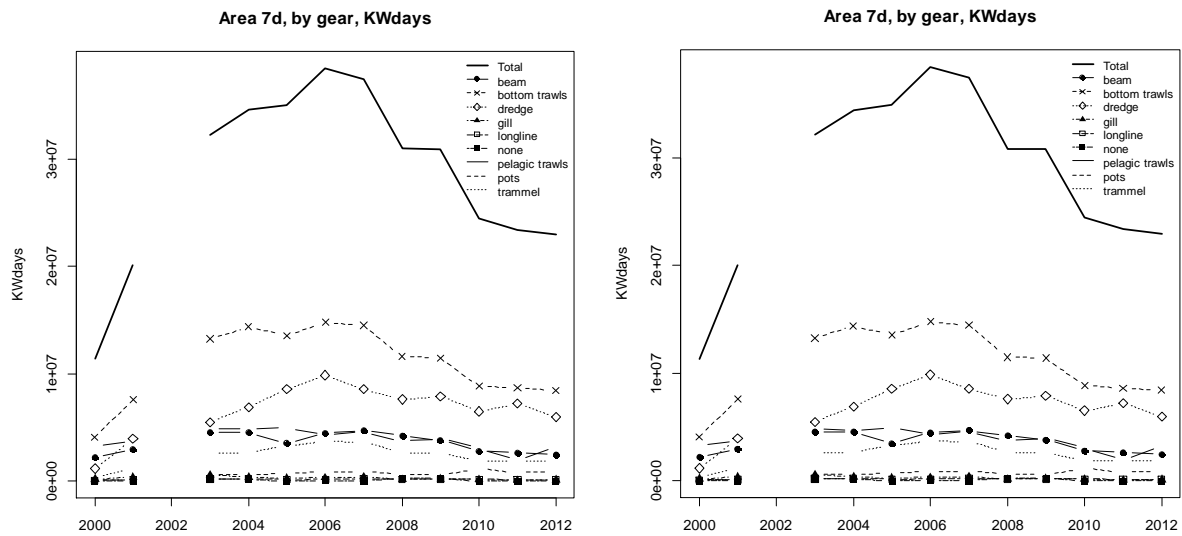 Area 7d, by gear, KWdays
KWdays
3e+07
2e+07
1e+07
0e+00
Total
beam
bottom trawls
dredge
gill
longline
none
pelagic trawls
pots
trammel
2000 2002 2004 2006 2008 2010 2012
Area 7d, by gear, KWdays
KWdays
3e+07
2e+07
1e+07
0e+00
Total
beam
bottom trawls
dredge
gill
longline
none
pelagic trawls
pots
trammel
2000 2002 2004 2006 2008 2010 2012